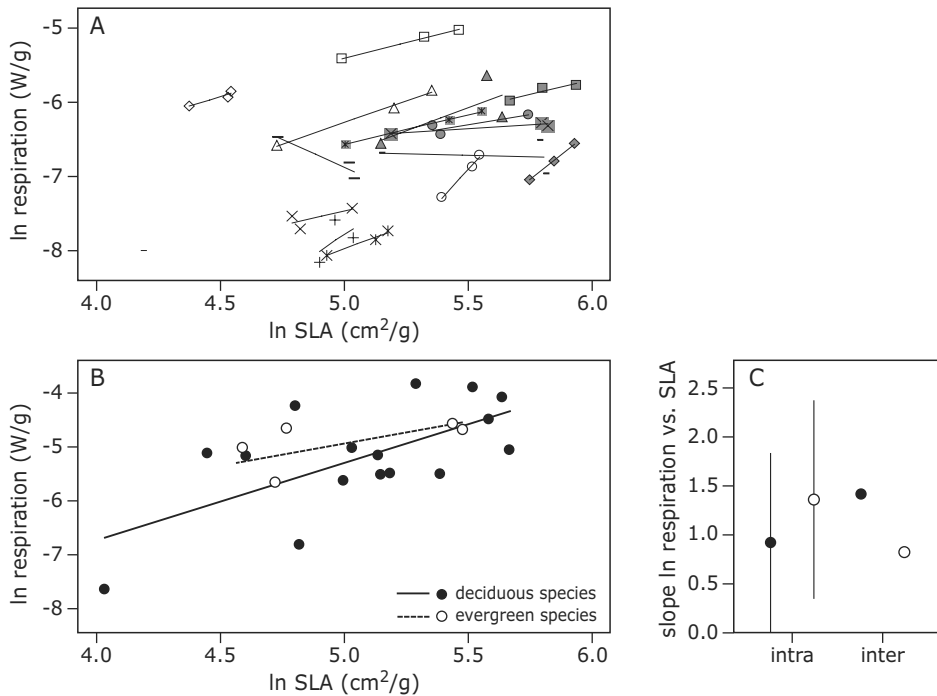 A
ln respiration (W/g)
-5
-6
-7
-8
4.0 4.5 5.0 5.5 6.0
ln SLA (cm²/g)
B
ln respiration (W/g)
-4
-5
-6
-7
-8
deciduous species
evergreen species
4.0 4.5 5.0 5.5 6.0
ln SLA (cm²/g)
C
slope ln respiration vs. SLA
2.5
2.0
1.5
1.0
0.5
0.0
intra inter